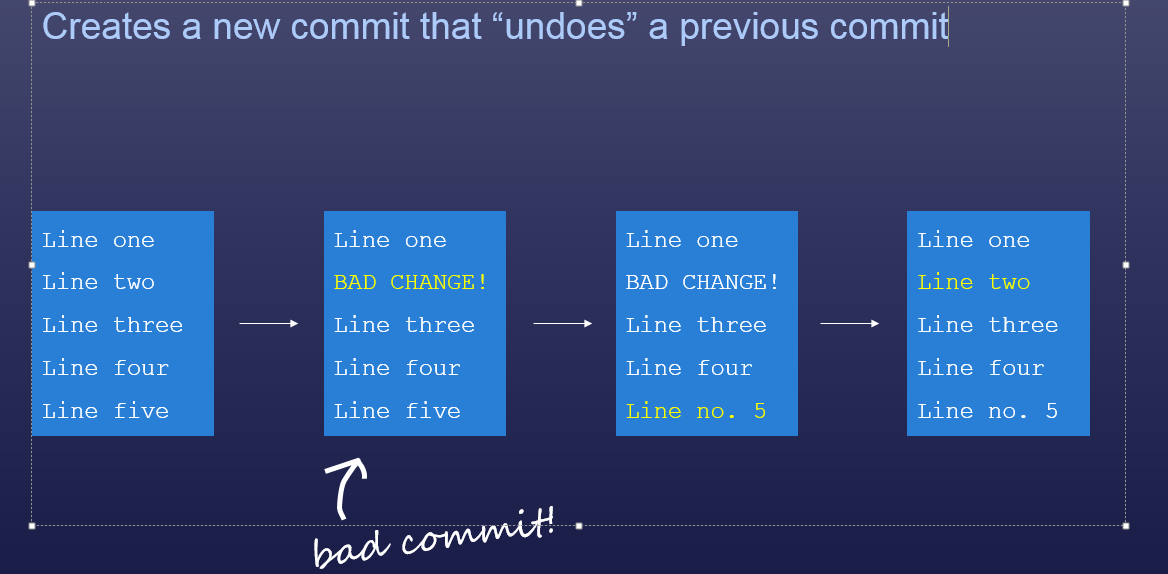 Creates a new commit that “undoes” a previous commit
Line one
Line two
Line three
Line four
Line five
Line one
BAD CHANGE!
Line three
Line four
Line five
Line one
BAD CHANGE!
Line three
Line four
Line no. 5
Line one
Line two
Line three
Line four
Line no. 5
bad commit!